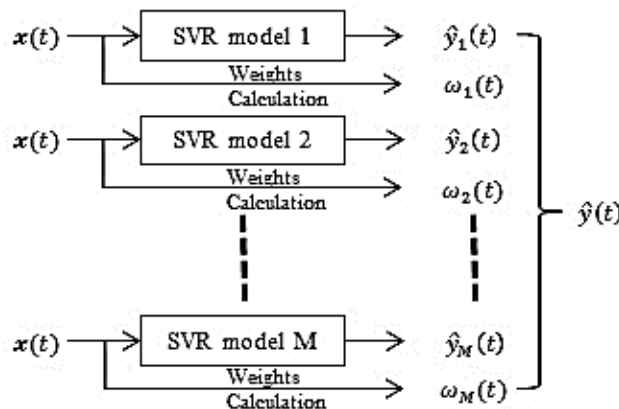 x(t) SVR model 1 ŷ₁(t)
Weights
Calculation ω₁(t)
x(t) SVR model 2 ŷ₂(t)
Weights
Calculation ω₂(t)
ŷ(t)
x(t) SVR model M ŷ_M(t)
Weights
Calculation ω_M(t)